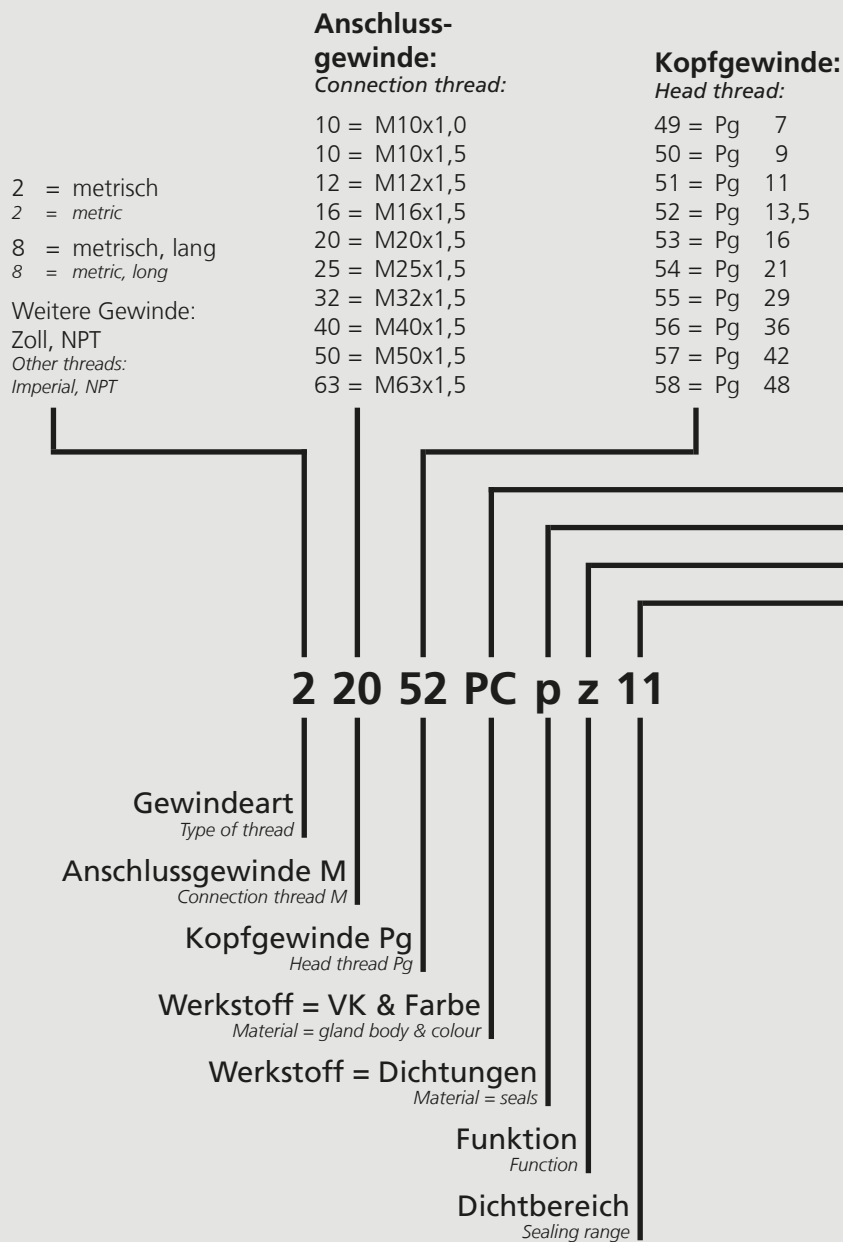 2 = metrisch
2 = metric
8 = metrisch, lang
8 = metric, long
Weitere Gewinde:
Zoll, NPT
Other threads:
Imperial, NPT
Anschluss-
gewinde:
Connection thread:
10 = M10x1,0
10 = M10x1,5
12 = M12x1,5
16 = M16x1,5
20 = M20x1,5
25 = M25x1,5
32 = M32x1,5
40 = M40x1,5
50 = M50x1,5
63 = M63x1,5
Kopfgewinde:
Head thread:
49 = Pg 7
50 = Pg 9
51 = Pg 11
52 = Pg 13,5
53 = Pg 16
54 = Pg 21
55 = Pg 29
56 = Pg 36
57 = Pg 42
58 = Pg 48
2 20 52 PC p z 11
Gewindeart
Type of thread
Anschlussgewinde M
Connection thread M
Kopfgewinde Pg
Head thread Pg
Werkstoff = VK & Farbe
Material = gland body & colour
Werkstoff = Dichtungen
Material = seals
Funktion
Function
Dichtbereich
Sealing range